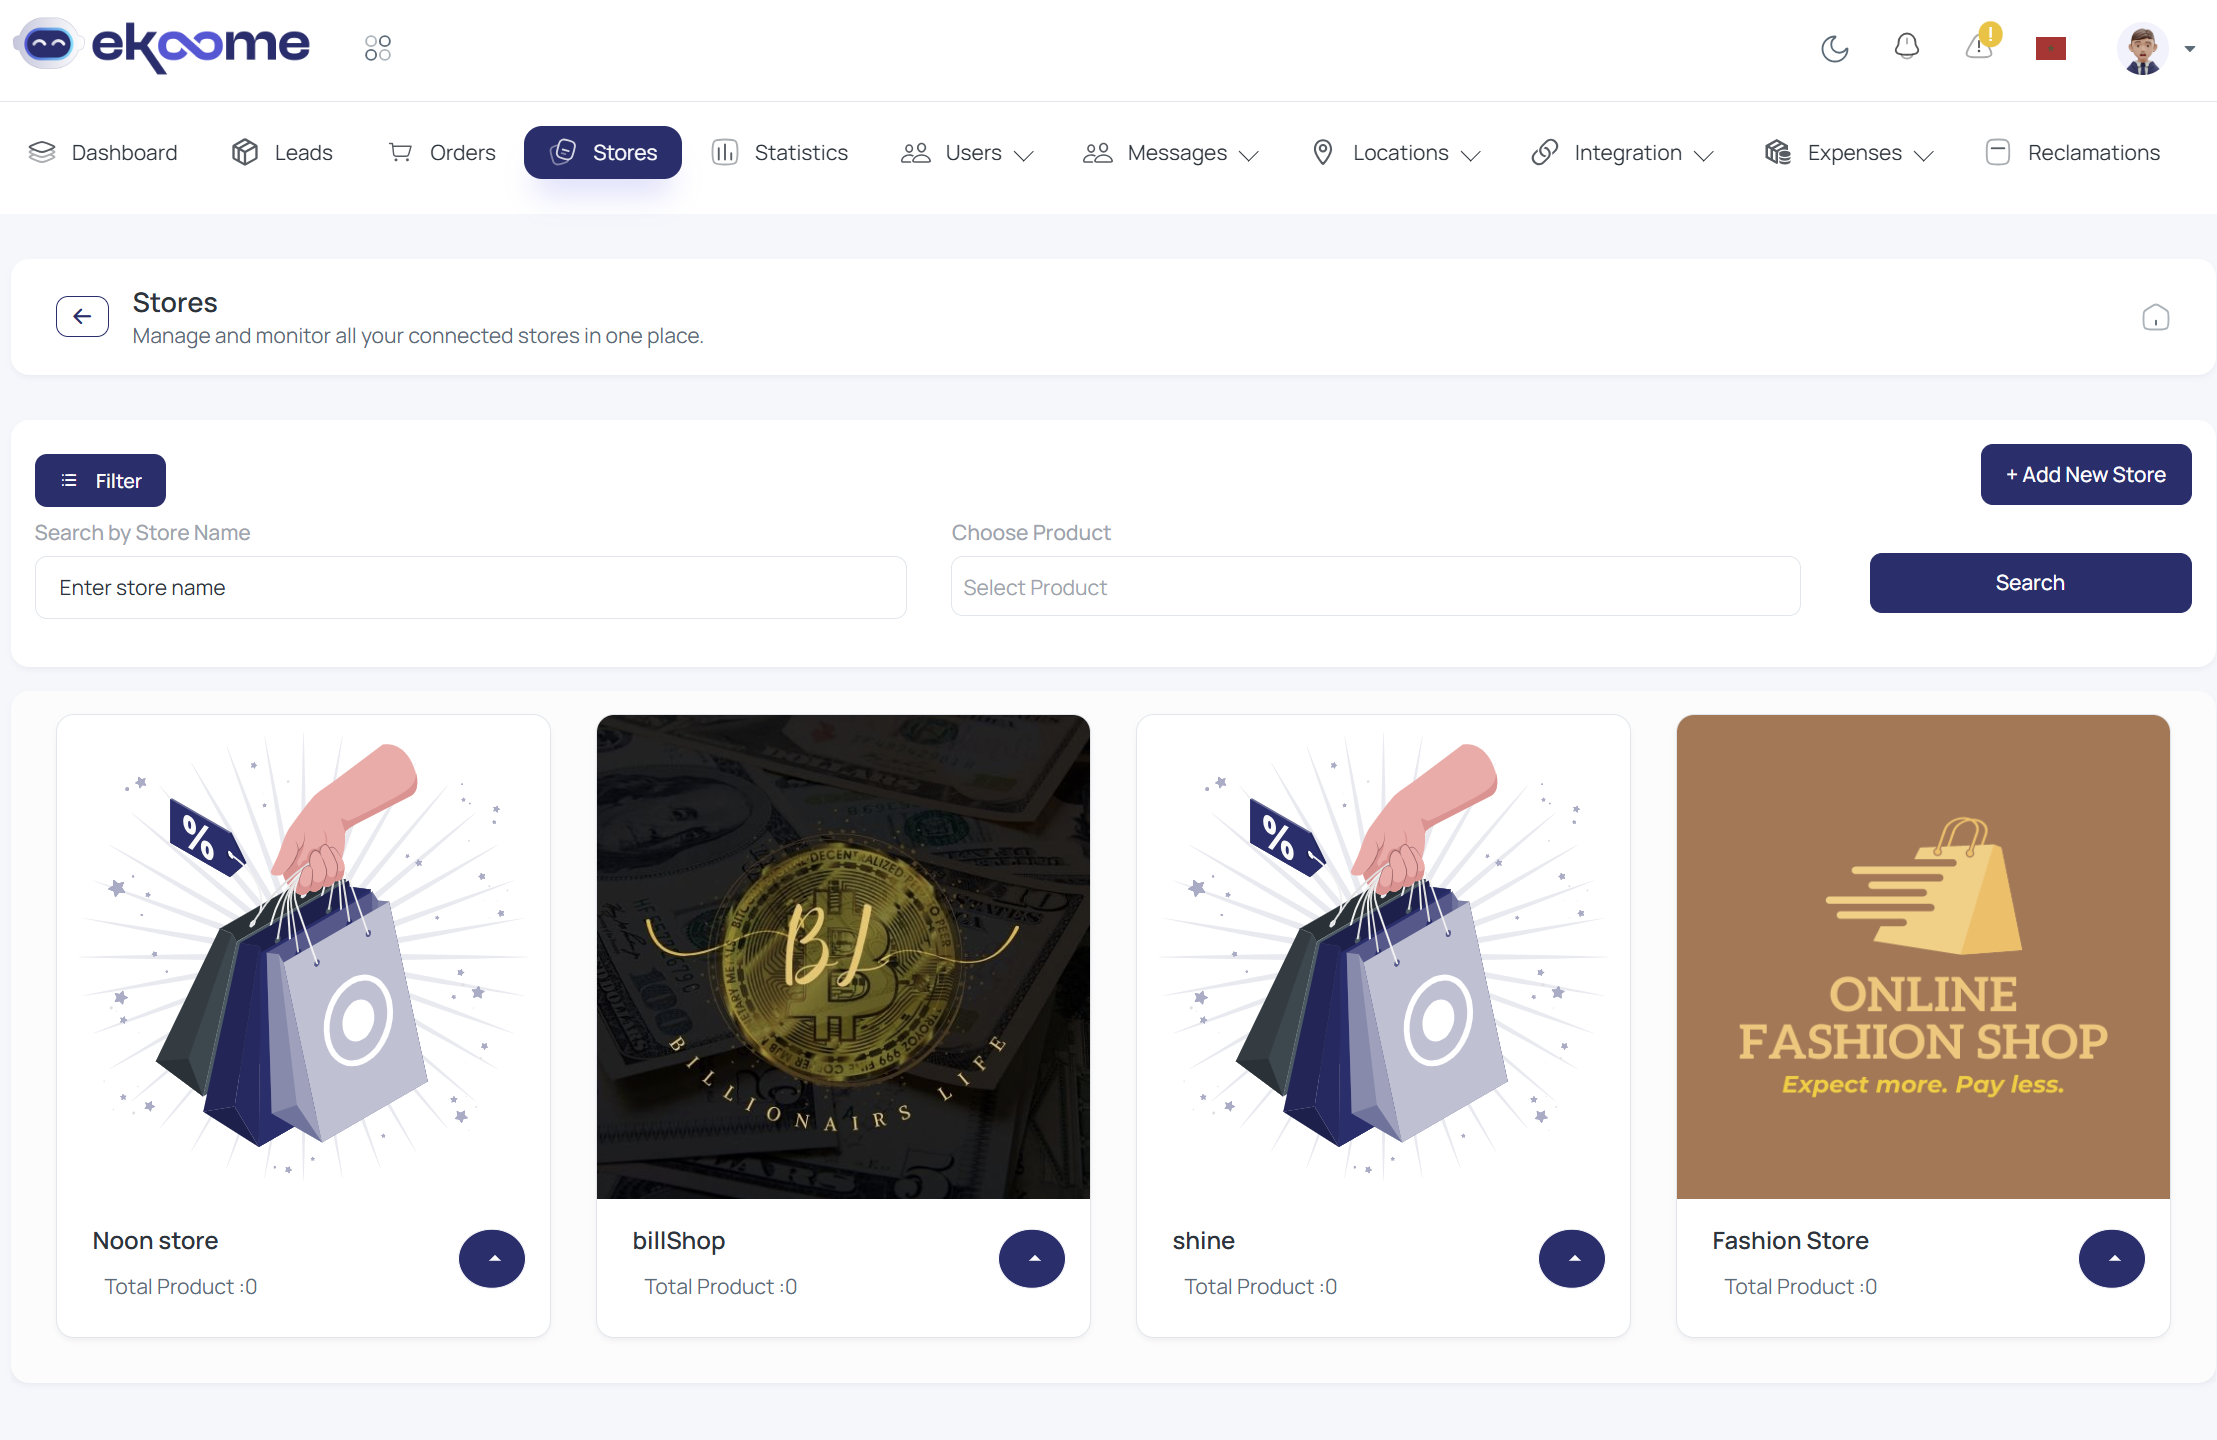 ekoome
Dashboard
Leads
Orders
Stores
Statistics
Users
Messages
Locations
Integration
Expenses
Reclamations
Stores
Manage and monitor all your connected stores in one place.
Filter
+ Add New Store
Search by Store Name
Choose Product
Enter store name
Select Product
Search
%
DECENTRALIZED
BL
BILLIONAIRS LIFE
%
ONLINE
FASHION SHOP
Expect more. Pay less.
Noon store
Total Product :0
billShop
Total Product :0
shine
Total Product :0
Fashion Store
Total Product :0